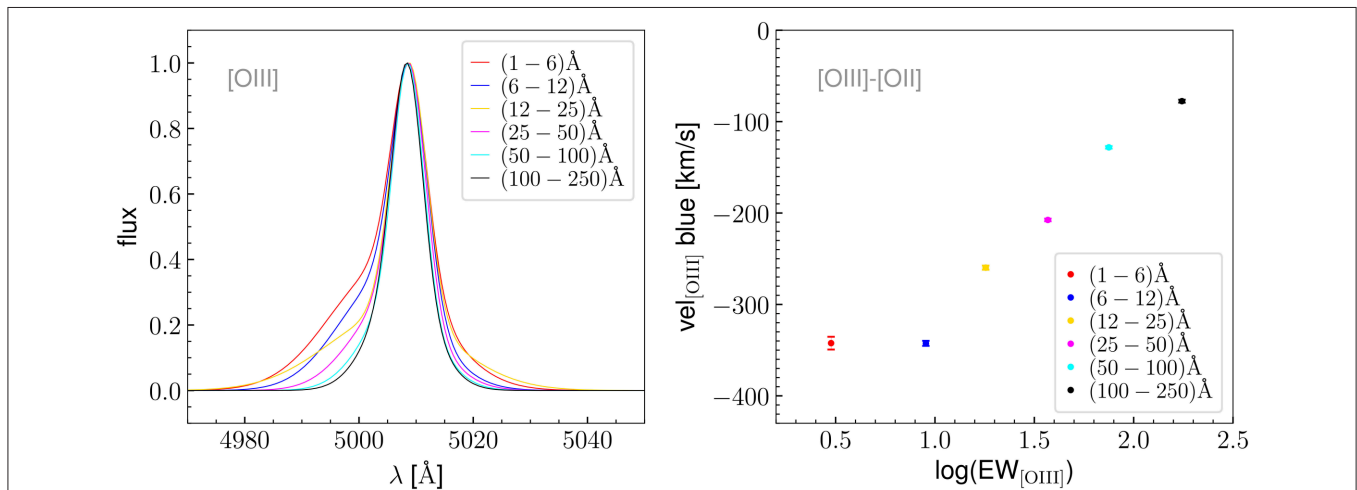 [OIII]
(1 − 6)Å
(6 − 12)Å
(12 − 25)Å
(25 − 50)Å
(50 − 100)Å
(100 − 250)Å
1.0
0.8
0.6
0.4
0.2
0.0
flux
4980
5000
5020
5040
λ [Å]
[OIII]-[OII]
0
−100
−200
−300
−400
vel[OIII] blue [km/s]
(1 − 6)Å
(6 − 12)Å
(12 − 25)Å
(25 − 50)Å
(50 − 100)Å
(100 − 250)Å
0.5
1.0
1.5
2.0
2.5
log(EW[OIII])